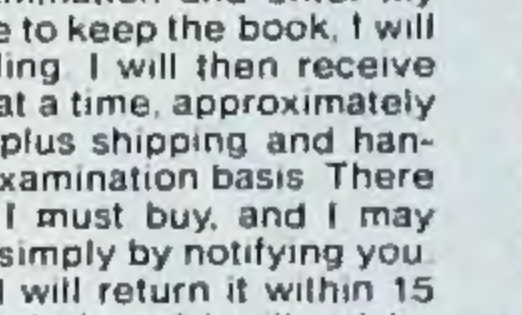 e to keep the book, I will
ling. I will then receive
at a time, approximately
plus shipping and han-
xamination basis There
I must buy, and I may
simply by notifying you.
I will return it within 15